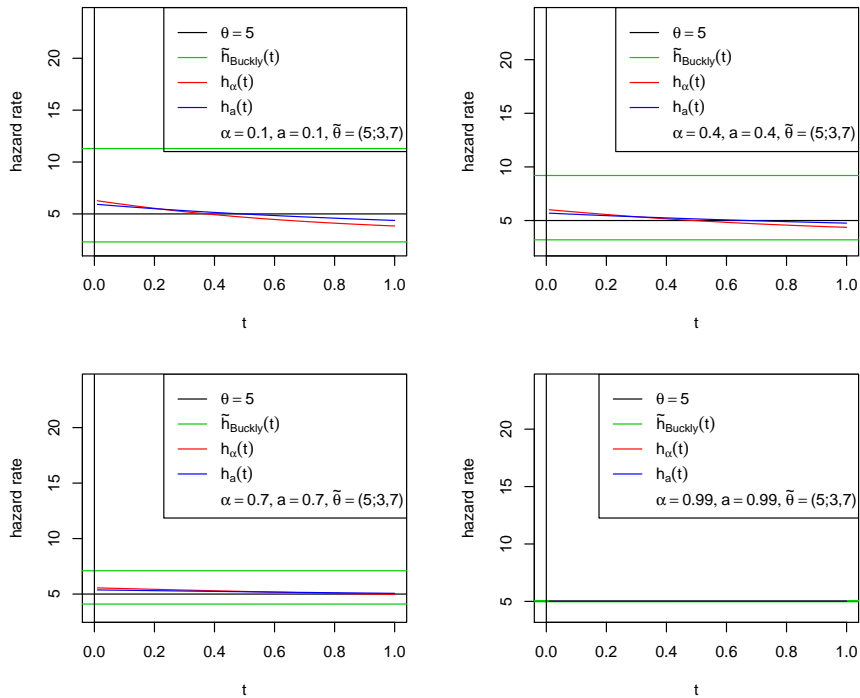 θ = 5
h̃Buckly(t)
hα(t)
ha(t)
α = 0.1, a = 0.1, θ̃ = (5;3,7)
hazard rate
5 10 15 20
0.0 0.2 0.4 0.6 0.8 1.0
t
θ = 5
h̃Buckly(t)
hα(t)
ha(t)
α = 0.4, a = 0.4, θ̃ = (5;3,7)
hazard rate
5 10 15 20
0.0 0.2 0.4 0.6 0.8 1.0
t
θ = 5
h̃Buckly(t)
hα(t)
ha(t)
α = 0.7, a = 0.7, θ̃ = (5;3,7)
hazard rate
5 10 15 20
0.0 0.2 0.4 0.6 0.8 1.0
t
θ = 5
h̃Buckly(t)
hα(t)
ha(t)
α = 0.99, a = 0.99, θ̃ = (5;3,7)
hazard rate
5 10 15 20
0.0 0.2 0.4 0.6 0.8 1.0
t